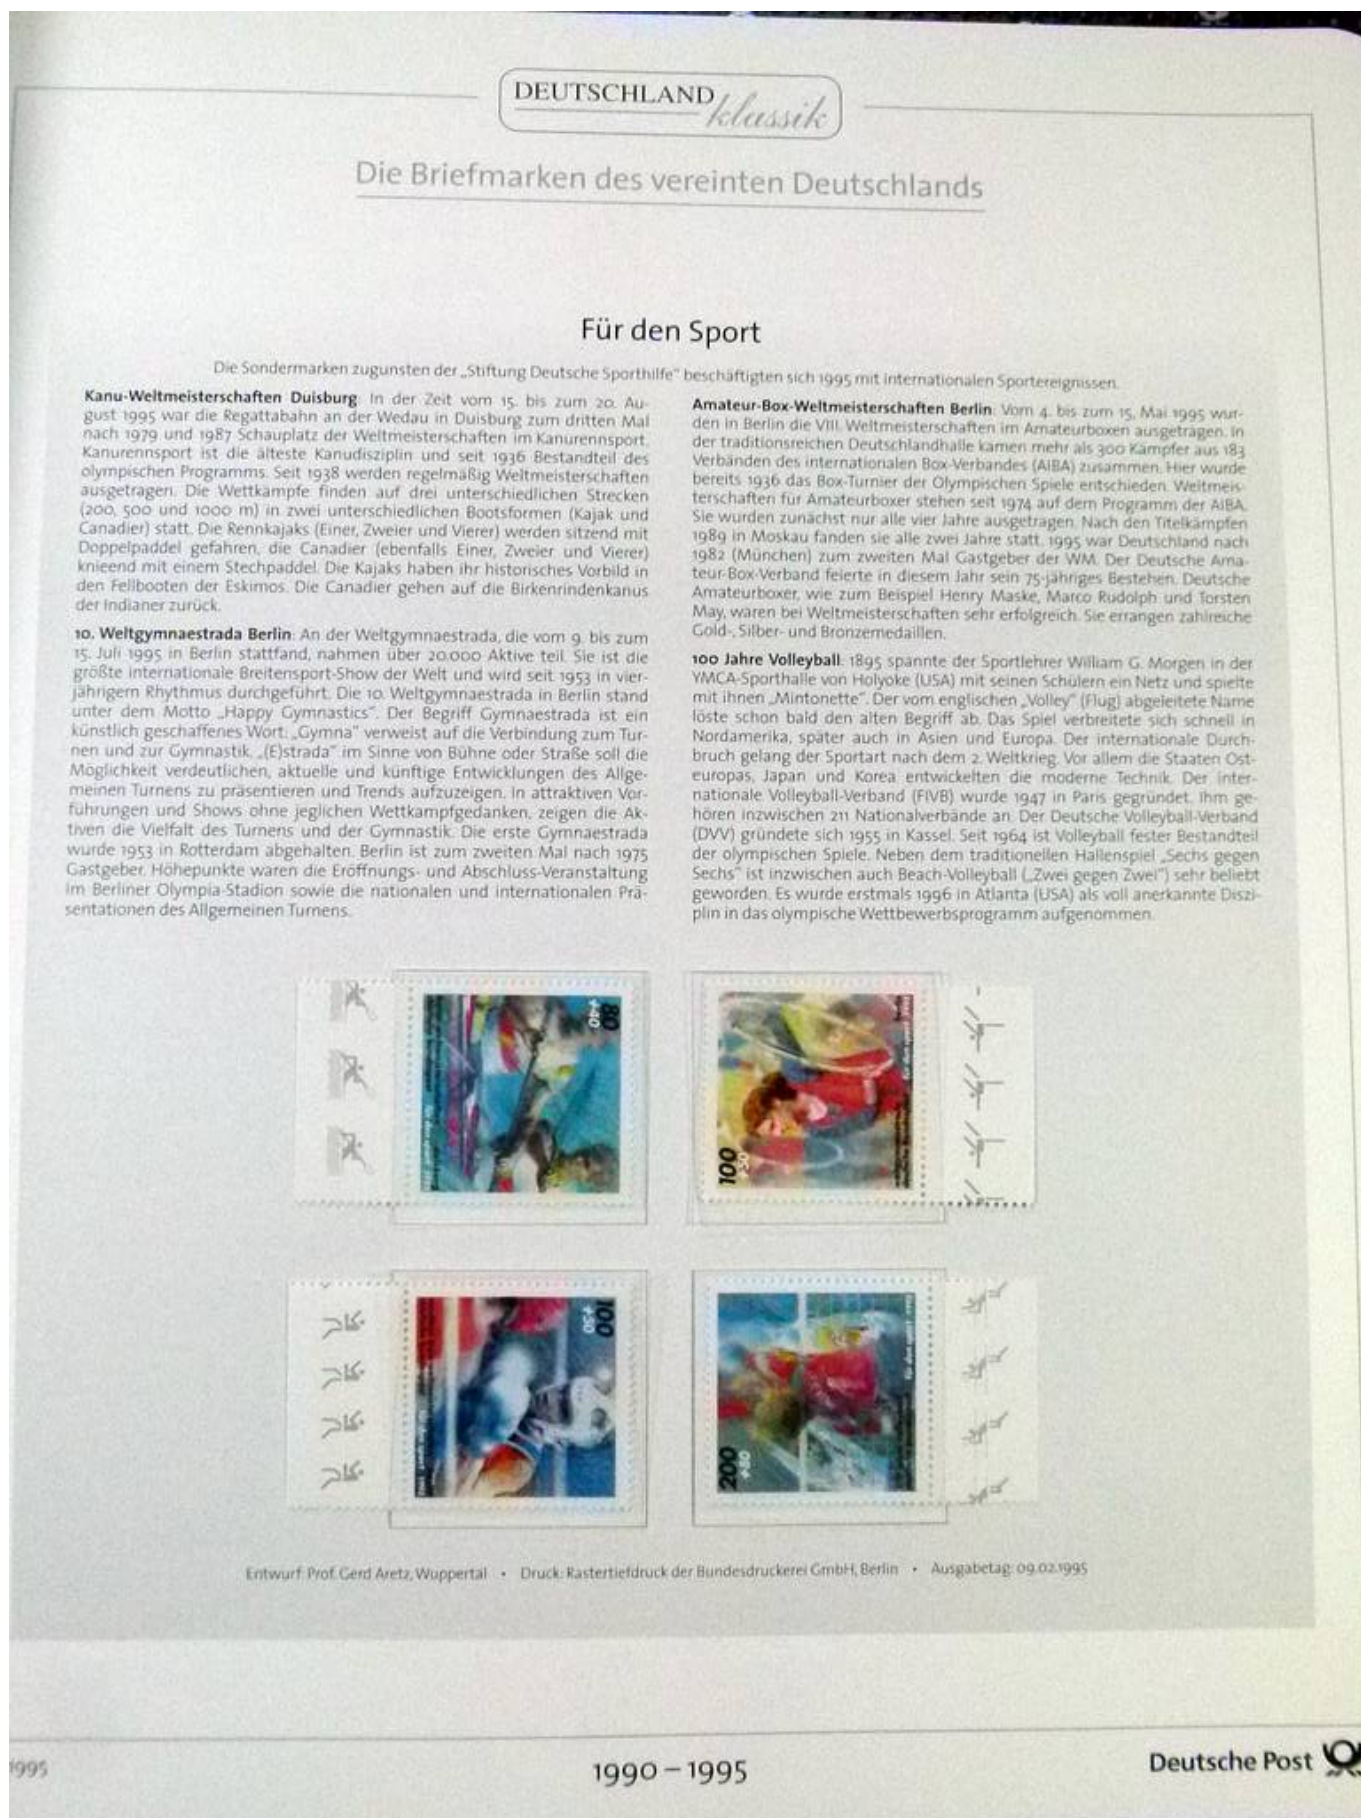 DEUTSCHLAND
klassik
Die Briefmarken des vereinten Deutschlands
Für den Sport
Die Sondermarken zugunsten der „Stiftung Deutsche Sporthilfe" beschäftigten sich 1995 mit internationalen Sportereignissen.
Kanu-Weltmeisterschaften Duisburg: In der Zeit vom 15. bis zum 20. Au-
gust 1995 war die Regattabahn an der Wedau in Duisburg zum dritten Mal
nach 1979 und 1987 Schauplatz der Weltmeisterschaften im Kanurennsport.
Kanurennsport ist die älteste Kanudisziplin und seit 1936 Bestandteil des
olympischen Programms. Seit 1938 werden regelmäßig Weltmeisterschaften
ausgetragen. Die Wettkämpfe finden auf drei unterschiedlichen Strecken
(200, 500 und 1000 m) in zwei unterschiedlichen Bootsformen (Kajak und
Canadier) statt. Die Rennkajaks (Einer, Zweier und Vierer) werden sitzend mit
Doppelpaddel gefahren, die Canadier (ebenfalls Einer, Zweier und Vierer)
knieend mit einem Stechpaddel. Die Kajaks haben ihr historisches Vorbild in
den Fellbooten der Eskimos. Die Canadier gehen auf die Birkenrindenkanus
der Indianer zurück.
10. Weltgymnaestrada Berlin: An der Weltgymnaestrada, die vom 9. bis zum
15. Juli 1995 in Berlin stattfand, nahmen über 20.000 Aktive teil. Sie ist die
größte internationale Breitensport-Show der Welt und wird seit 1953 in vier-
jährigem Rhythmus durchgeführt. Die 10. Weltgymnaestrada in Berlin stand
unter dem Motto „Happy Gymnastics". Der Begriff Gymnaestrada ist ein
künstlich geschaffenes Wort: „Gymna" verweist auf die Verbindung zum Tur-
nen und zur Gymnastik. „(E)strada" im Sinne von Bühne oder Straße soll die
Möglichkeit verdeutlichen, aktuelle und künftige Entwicklungen des Allge-
meinen Turnens zu präsentieren und Trends aufzuzeigen. In attraktiven Vor-
führungen und Shows ohne jeglichen Wettkampfgedanken, zeigen die Ak-
tiven die Vielfalt des Turnens und der Gymnastik. Die erste Gymnaestrada
wurde 1953 in Rotterdam abgehalten. Berlin ist zum zweiten Mal nach 1975
Gastgeber. Höhepunkte waren die Eröffnungs- und Abschluss-Veranstaltung
im Berliner Olympia-Stadion sowie die nationalen und internationalen Prä-
sentationen des Allgemeinen Turnens.
Amateur-Box-Weltmeisterschaften Berlin: Vom 4. bis zum 15. Mai 1995 wur-
den in Berlin die VIII. Weltmeisterschaften im Amateurboxen ausgetragen. In
der traditionsreichen Deutschlandhalle kamen mehr als 300 Kämpfer aus 183
Verbänden des internationalen Box-Verbandes (AIBA) zusammen. Hier wurde
bereits 1936 das Box-Turnier der Olympischen Spiele entschieden. Weltmeis-
terschaften für Amateurboxer stehen seit 1974 auf dem Programm der AIBA.
Sie wurden zunächst nur alle vier Jahre ausgetragen. Nach den Titelkämpfen
1989 in Moskau fanden sie alle zwei Jahre statt. 1995 war Deutschland nach
1982 (München) zum zweiten Mal Gastgeber der WM. Der Deutsche Ama-
teur-Box-Verband feierte in diesem Jahr sein 75-jähriges Bestehen. Deutsche
Amateurboxer, wie zum Beispiel Henry Maske, Marco Rudolph und Torsten
May, waren bei Weltmeisterschaften sehr erfolgreich. Sie errangen zahlreiche
Gold-, Silber- und Bronzemedaillen.
100 Jahre Volleyball: 1895 spannte der Sportlehrer William G. Morgen in der
YMCA-Sporthalle von Holyoke (USA) mit seinen Schülern ein Netz und spielte
mit ihnen „Mintonette". Der vom englischen „Volley" (Flug) abgeleitete Name
löste schon bald den alten Begriff ab. Das Spiel verbreitete sich schnell in
Nordamerika, später auch in Asien und Europa. Der internationale Durch-
bruch gelang der Sportart nach dem 2. Weltkrieg. Vor allem die Staaten Ost-
europas, Japan und Korea entwickelten die moderne Technik. Der inter-
nationale Volleyball-Verband (FIVB) wurde 1947 in Paris gegründet. Ihm ge-
hören inzwischen 211 Nationalverbände an. Der Deutsche Volleyball-Verband
(DVV) gründete sich 1955 in Kassel. Seit 1964 ist Volleyball fester Bestandteil
der olympischen Spiele. Neben dem traditionellen Hallenspiel „Sechs gegen
Sechs" ist inzwischen auch Beach-Volleyball („Zwei gegen Zwei") sehr beliebt
geworden. Es wurde erstmals 1996 in Atlanta (USA) als voll anerkannte Diszi-
plin in das olympische Wettbewerbsprogramm aufgenommen.
80
+40
100
+50
100
+50
200
+80
Entwurf: Prof. Gerd Aretz, Wuppertal • Druck: Rastertiefdruck der Bundesdruckerei GmbH, Berlin • Ausgabetag: 09.02.1995
1995
1990 – 1995
Deutsche Post